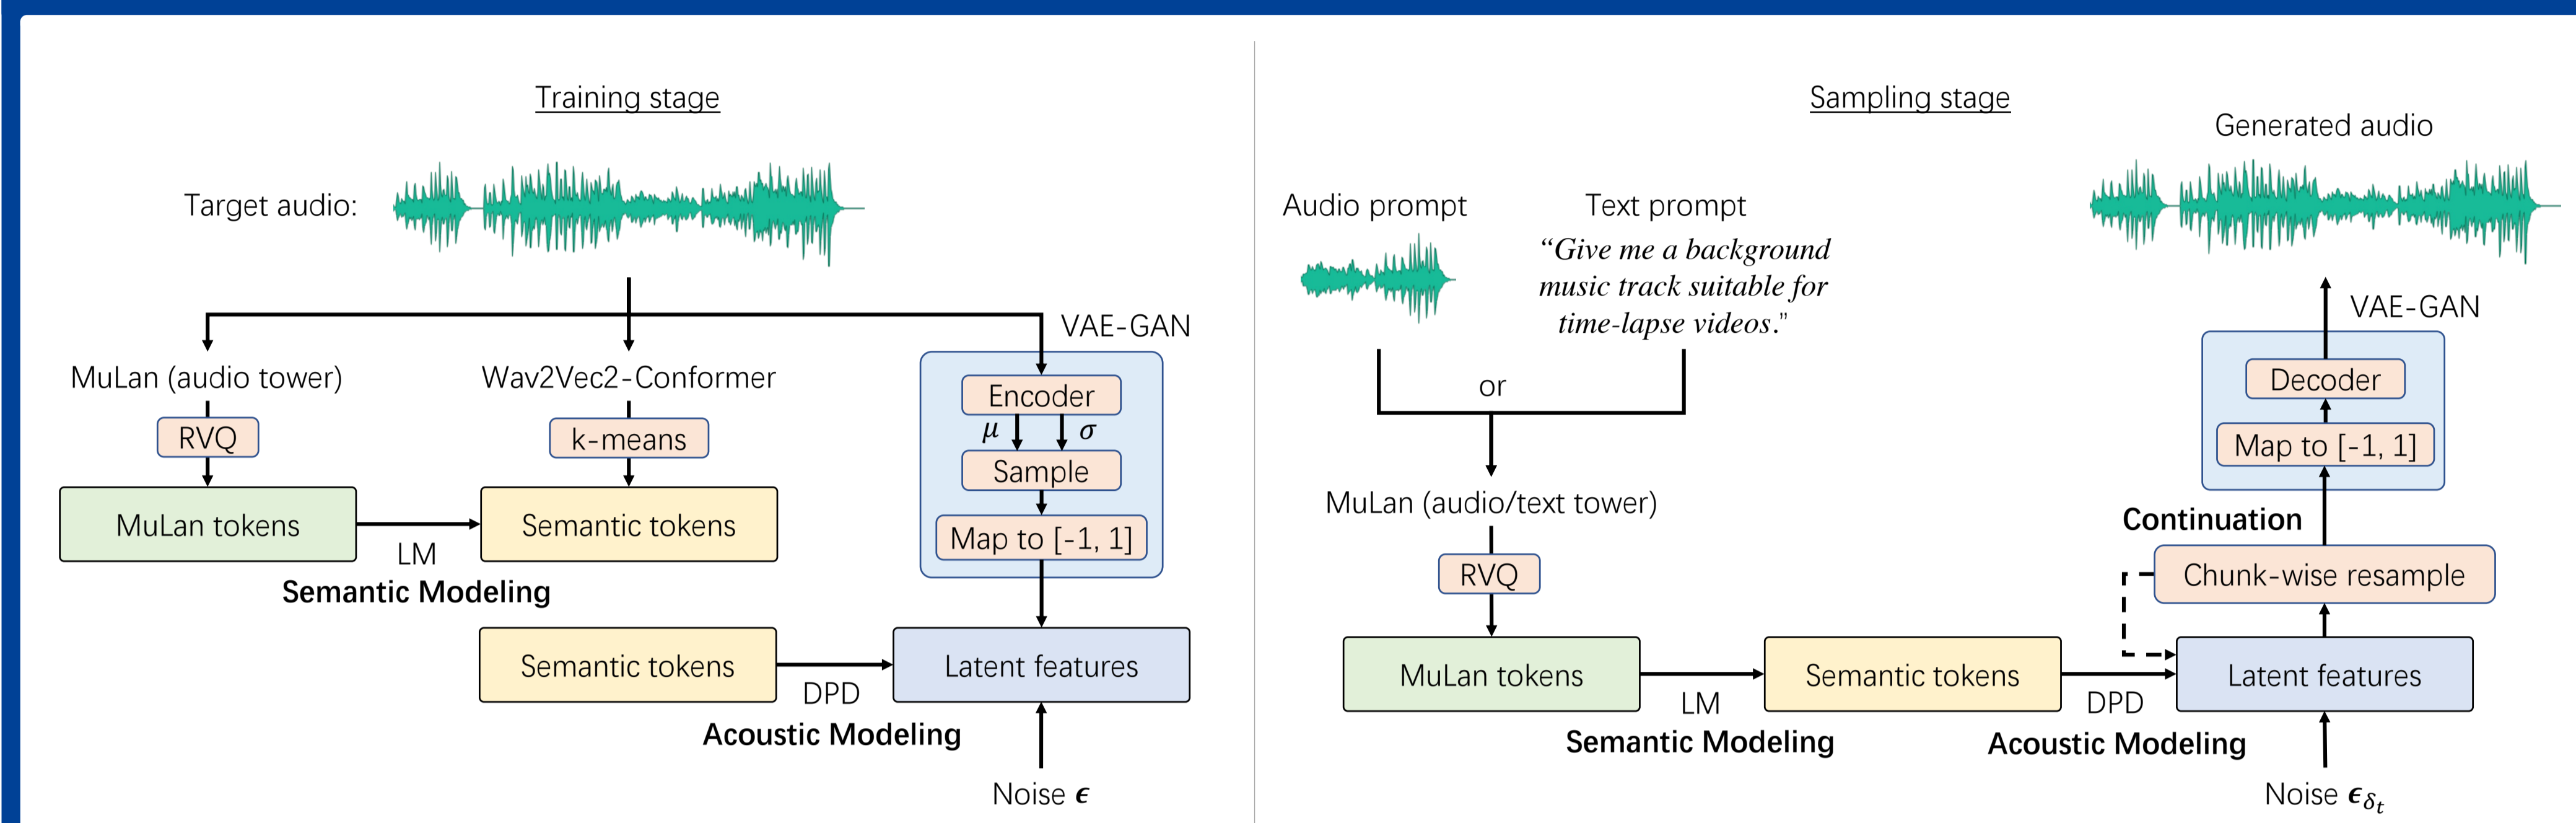 Training stage
Target audio:
MuLan (audio tower)
Wav2Vec2-Conformer
VAE-GAN
RVQ
k-means
Encoder
μ
σ
Sample
Map to [-1, 1]
MuLan tokens
LM
Semantic tokens
Semantic Modeling
Semantic tokens
DPD
Latent features
Acoustic Modeling
Noise ϵ
Sampling stage
Generated audio
Audio prompt
Text prompt
“Give me a background
music track suitable for
time-lapse videos.”
or
MuLan (audio/text tower)
RVQ
VAE-GAN
Decoder
Map to [-1, 1]
Continuation
Chunk-wise resample
MuLan tokens
LM
Semantic tokens
DPD
Latent features
Semantic Modeling
Acoustic Modeling
Noise ϵδt